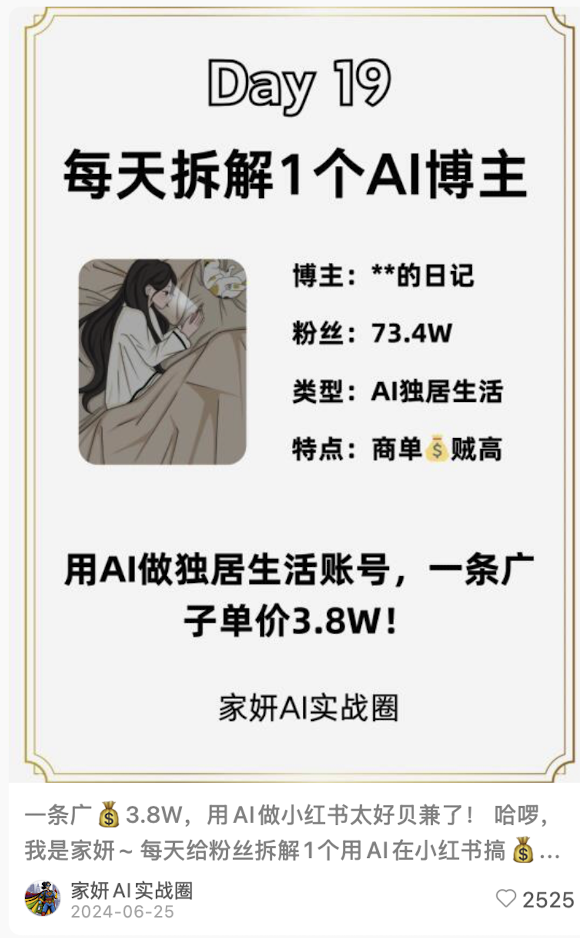 Day 19
每天拆解1个AI博主
博主：**的日记
粉丝：73.4W
类型：AI独居生活
特点：商单💰贼高
用AI做独居生活账号，一条广
子单价3.8W！
家妍AI实战圈
一条广💰3.8W，用AI做小红书太好贝兼了！ 哈啰，
我是家妍~ 每天给粉丝拆解1个用AI在小红书搞💰...
家妍AI实战圈
2024-06-25
2525